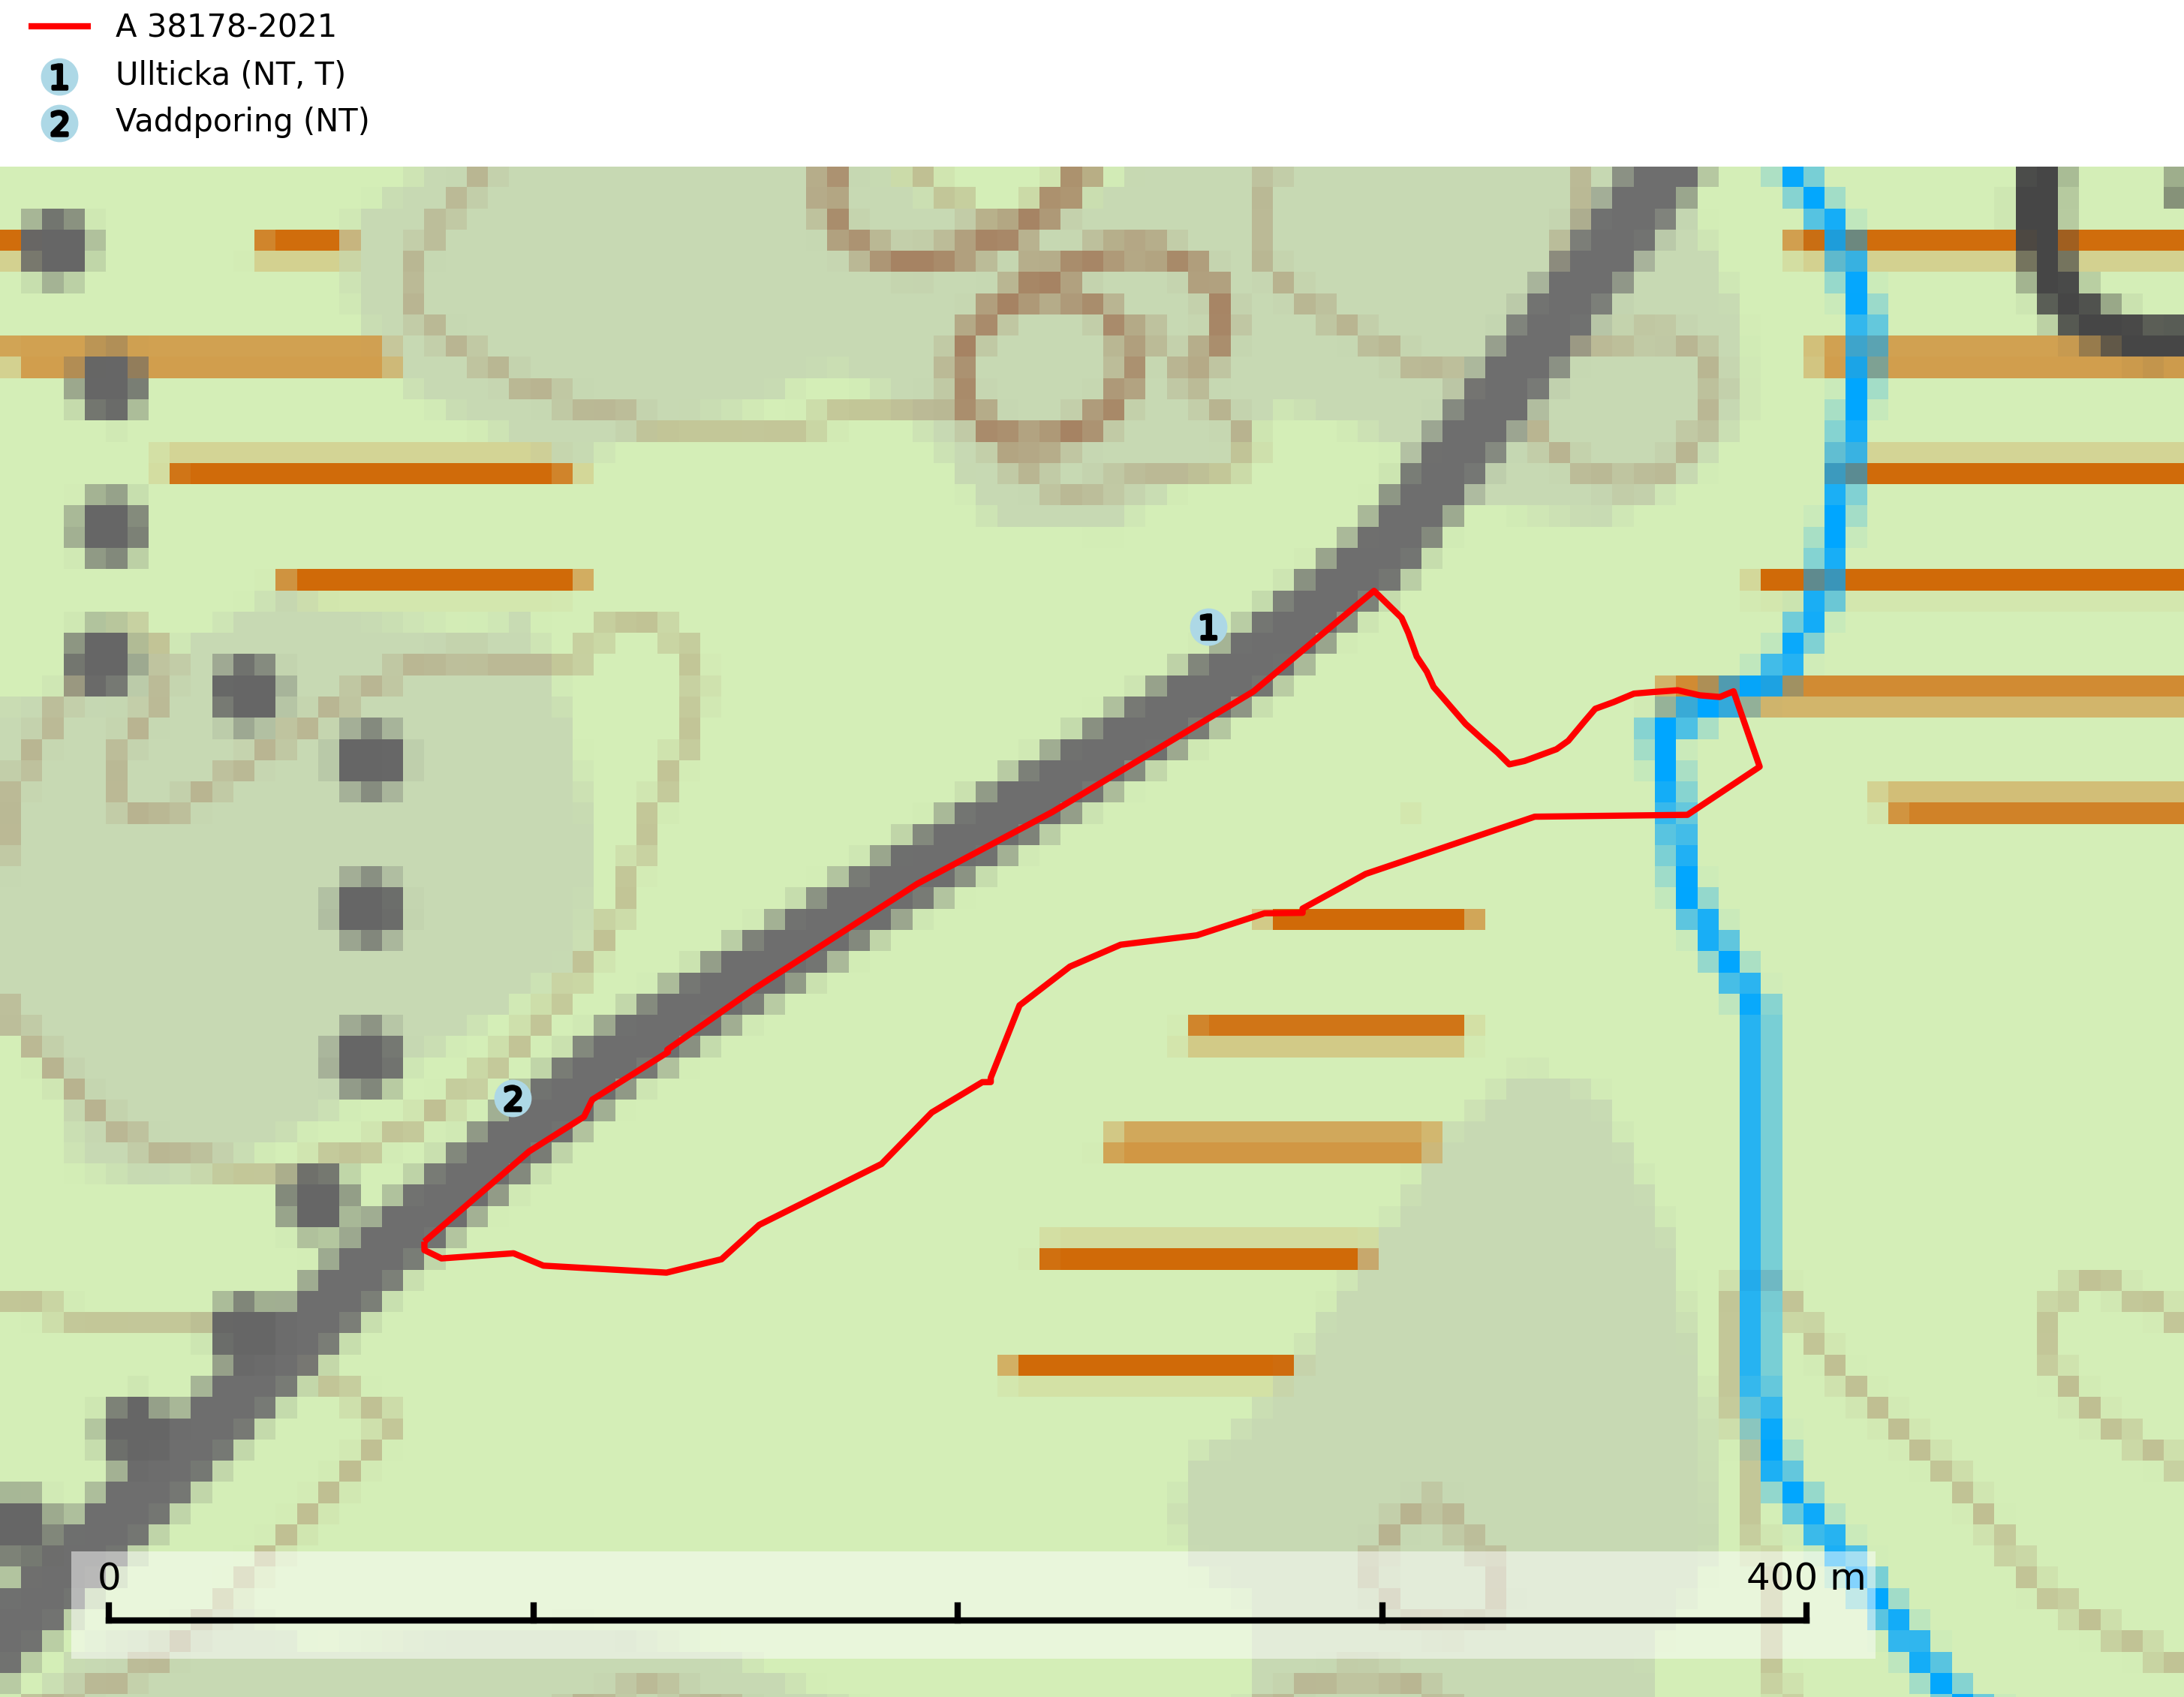 A 38178-2021
1 Ullticka (NT, T)
2 Vaddporing (NT)
1
2
0 400 m